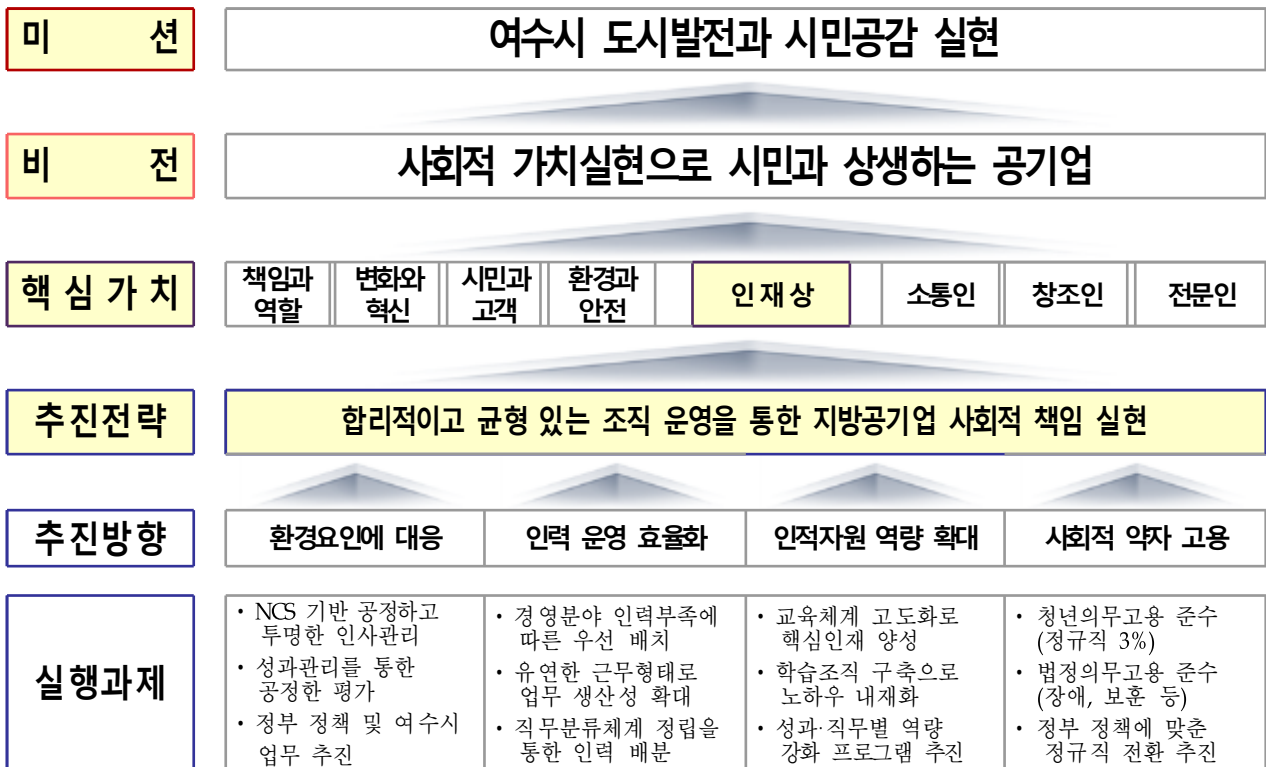 미 션
여수시 도시발전과 시민공감 실현
비 전
사회적 가치실현으로 시민과 상생하는 공기업
핵 심 가 치
책임과
역할
변화와
혁신
시민과
고객
환경과
안전
인 재 상
소통인
창조인
전문인
추진전략
합리적이고 균형 있는 조직 운영을 통한 지방공기업 사회적 책임 실현
추진방향
환경요인에 대응
인력 운영 효율화
인적자원 역량 확대
사회적 약자 고용
실행과제
· NCS 기반 공정하고
투명한 인사관리
· 성과관리를 통한
공정한 평가
· 정부 정책 및 여수시
업무 추진
· 경영분야 인력부족에
따른 우선 배치
· 유연한 근무형태로
업무 생산성 확대
· 직무분류체계 정립을
통한 인력 배분
· 교육체계 고도화로
핵심인재 양성
· 학습조직 구축으로
노하우 내재화
· 성과·직무별 역량
강화 프로그램 추진
· 청년의무고용 준수
(정규직 3%)
· 법정의무고용 준수
(장애, 보훈 등)
· 정부 정책에 맞춘
정규직 전환 추진